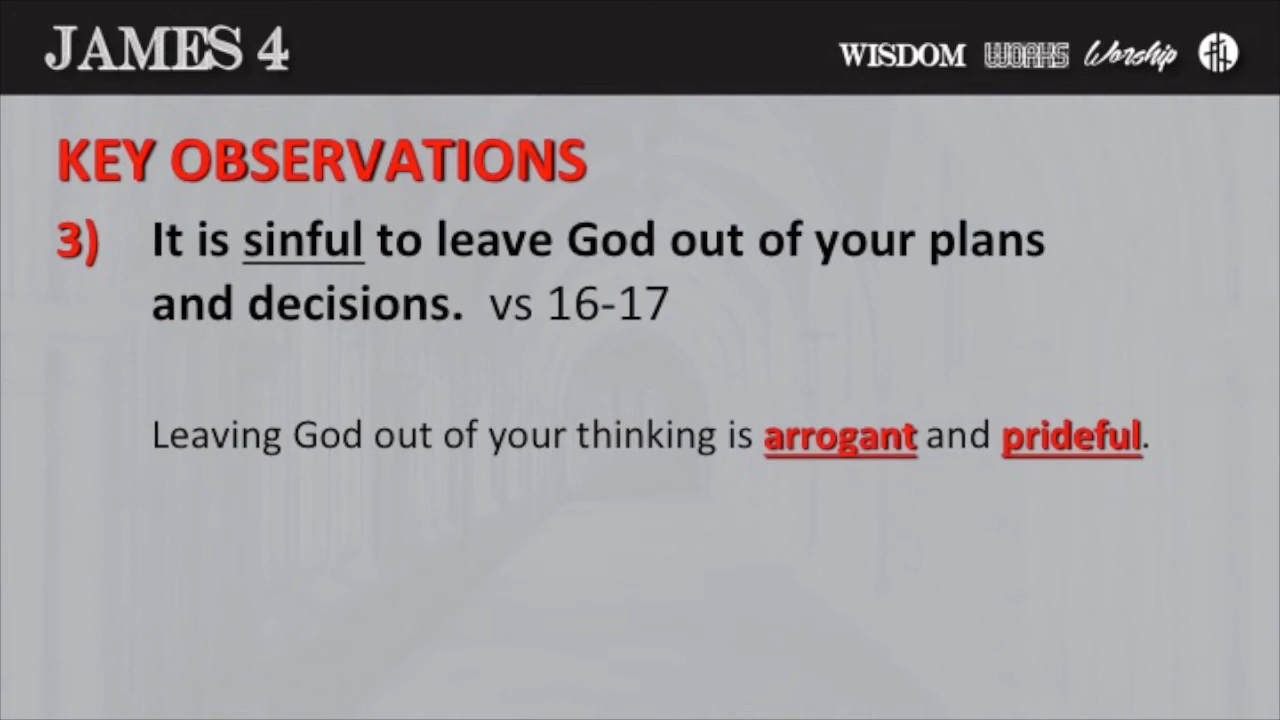 JAMES 4
WISDOM WORKS Worship
KEY OBSERVATIONS
3) It is sinful to leave God out of your plans
and decisions. vs 16-17
Leaving God out of your thinking is arrogant and prideful.